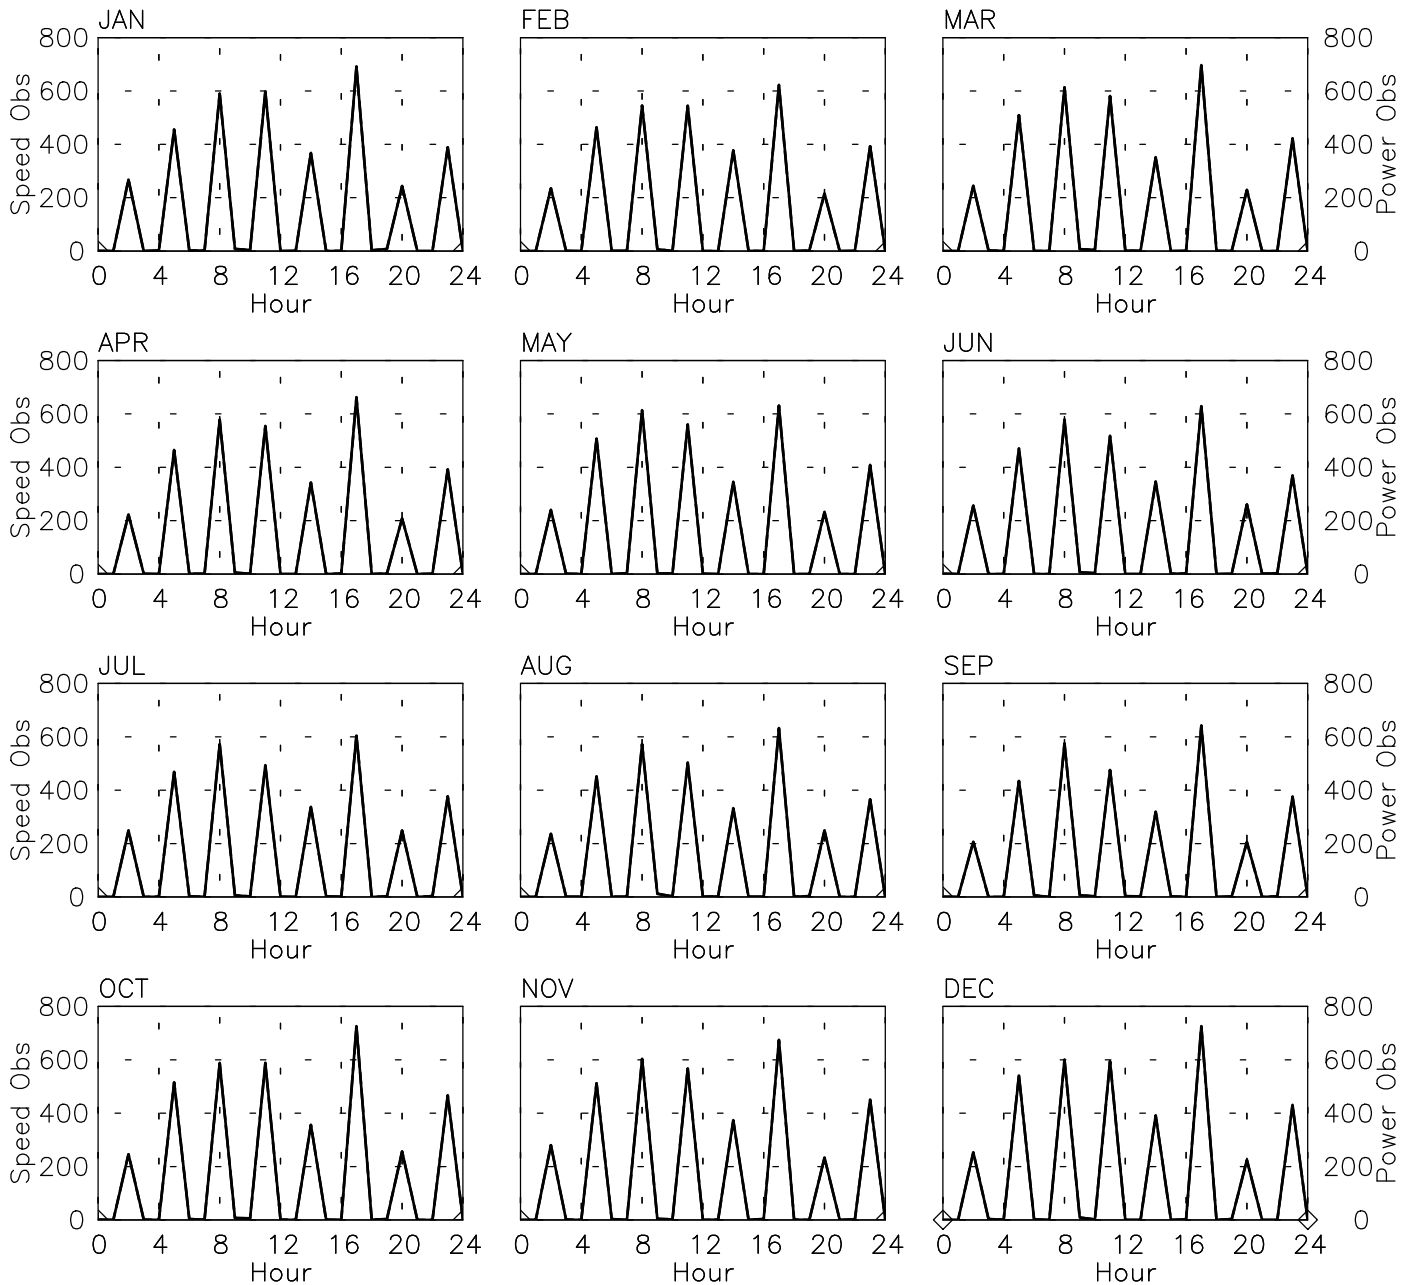 JAN FEB MAR
800 800
600 600
400 400
200 200
0 0
Speed Obs Power Obs
0 4 8 12 16 20 24 0 4 8 12 16 20 24 0 4 8 12 16 20 24
Hour Hour Hour
APR MAY JUN
800 800
600 600
400 400
200 200
0 0
Speed Obs Power Obs
0 4 8 12 16 20 24 0 4 8 12 16 20 24 0 4 8 12 16 20 24
Hour Hour Hour
JUL AUG SEP
800 800
600 600
400 400
200 200
0 0
Speed Obs Power Obs
0 4 8 12 16 20 24 0 4 8 12 16 20 24 0 4 8 12 16 20 24
Hour Hour Hour
OCT NOV DEC
800 800
600 600
400 400
200 200
0 0
Speed Obs Power Obs
0 4 8 12 16 20 24 0 4 8 12 16 20 24 0 4 8 12 16 20 24
Hour Hour Hour